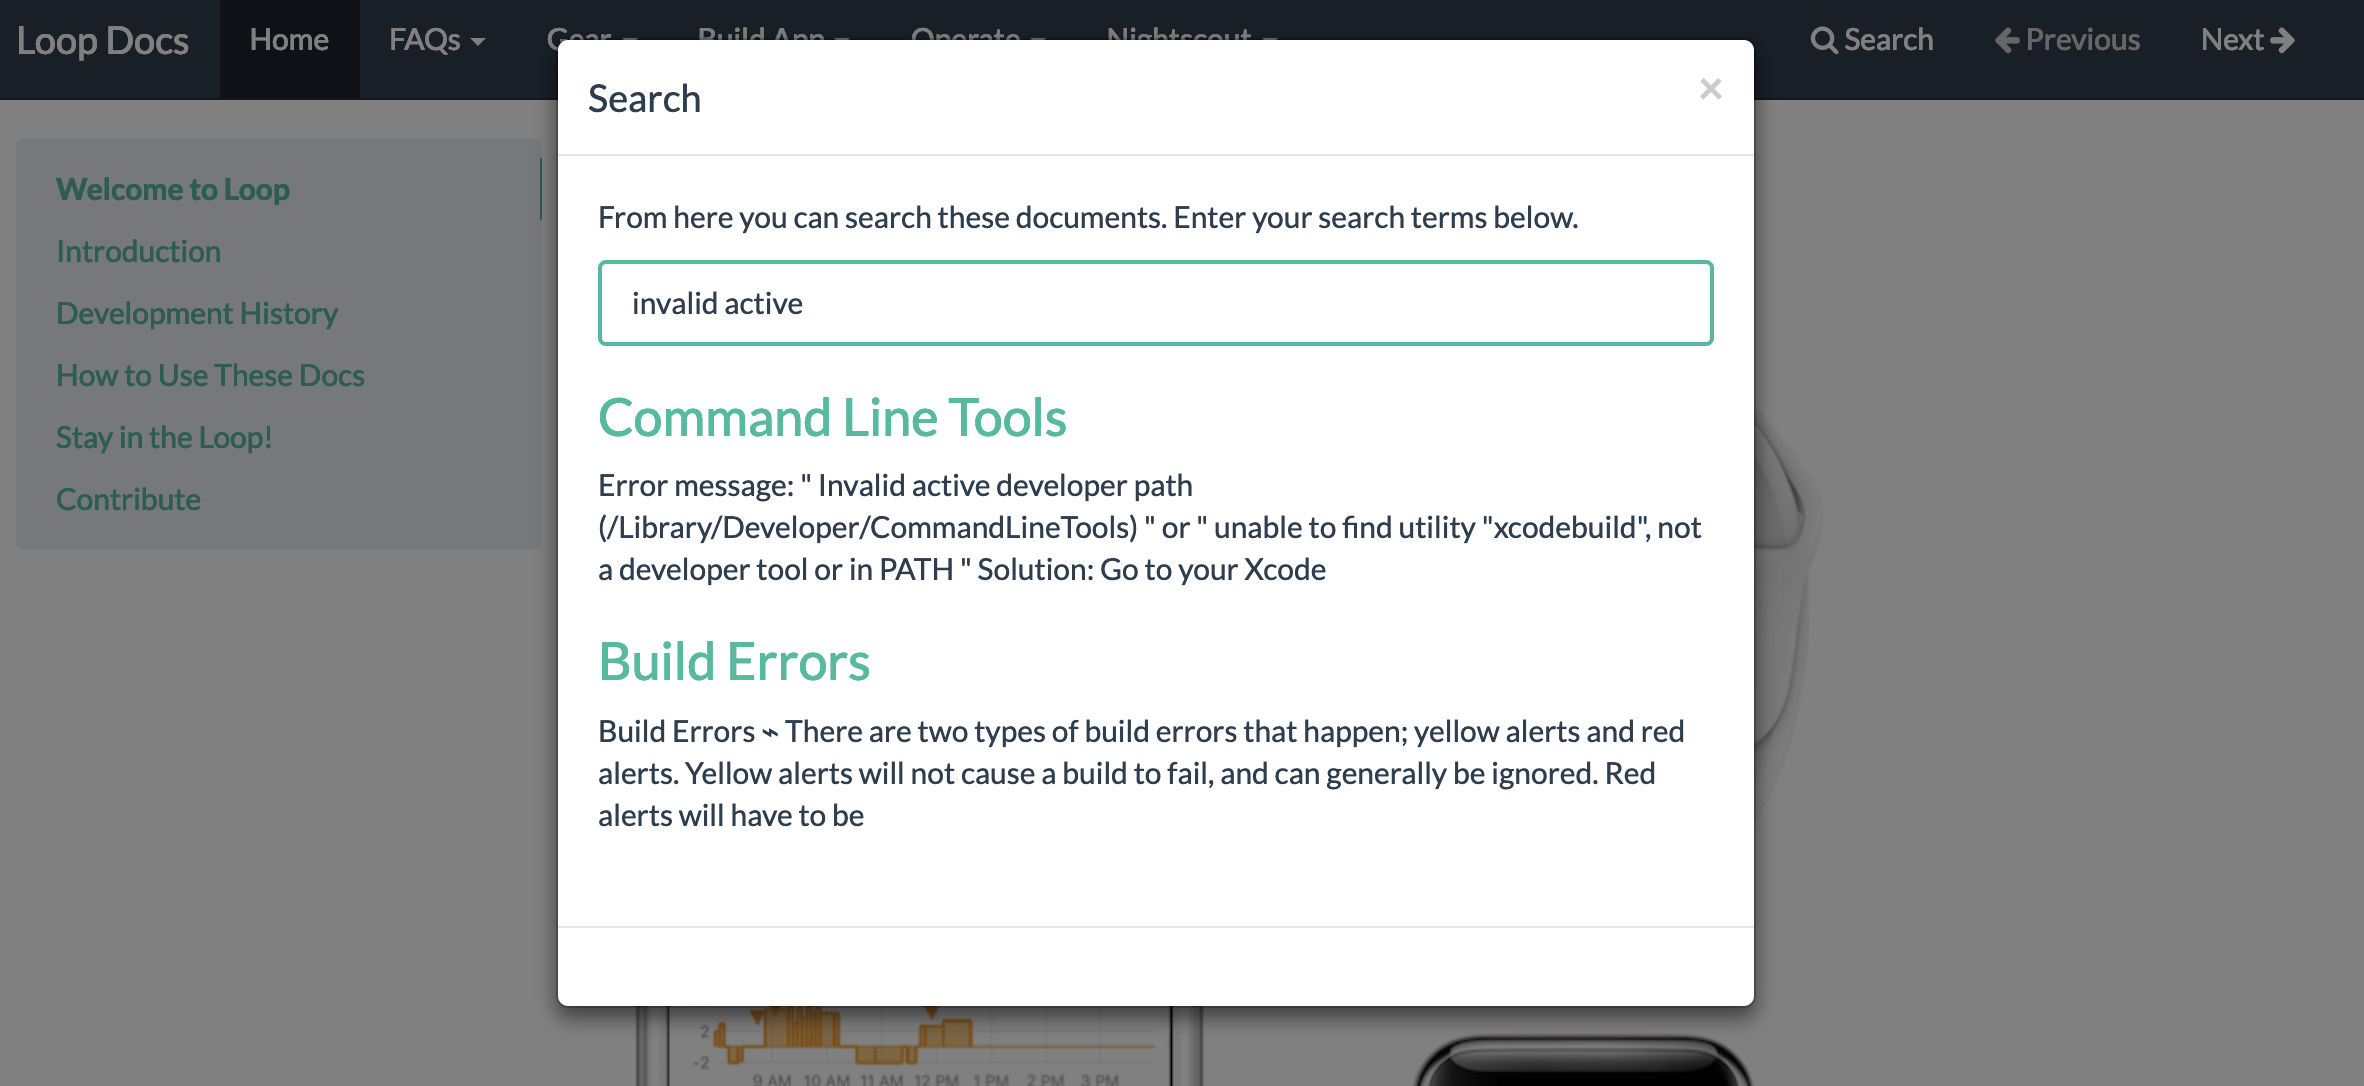 Loop Docs Home FAQs Gear Build App Operate Nightscout Search Previous Next
Search ×
Welcome to Loop
Introduction
Development History
How to Use These Docs
Stay in the Loop!
Contribute
From here you can search these documents. Enter your search terms below.
invalid active
Command Line Tools
Error message: " Invalid active developer path
(/Library/Developer/CommandLineTools) " or " unable to find utility "xcodebuild", not
a developer tool or in PATH " Solution: Go to your Xcode
Build Errors
Build Errors ⌁ There are two types of build errors that happen; yellow alerts and red
alerts. Yellow alerts will not cause a build to fail, and can generally be ignored. Red
alerts will have to be
2
-2
9 AM 10 AM 11 AM 12 PM 1 PM 2 PM 3 PM